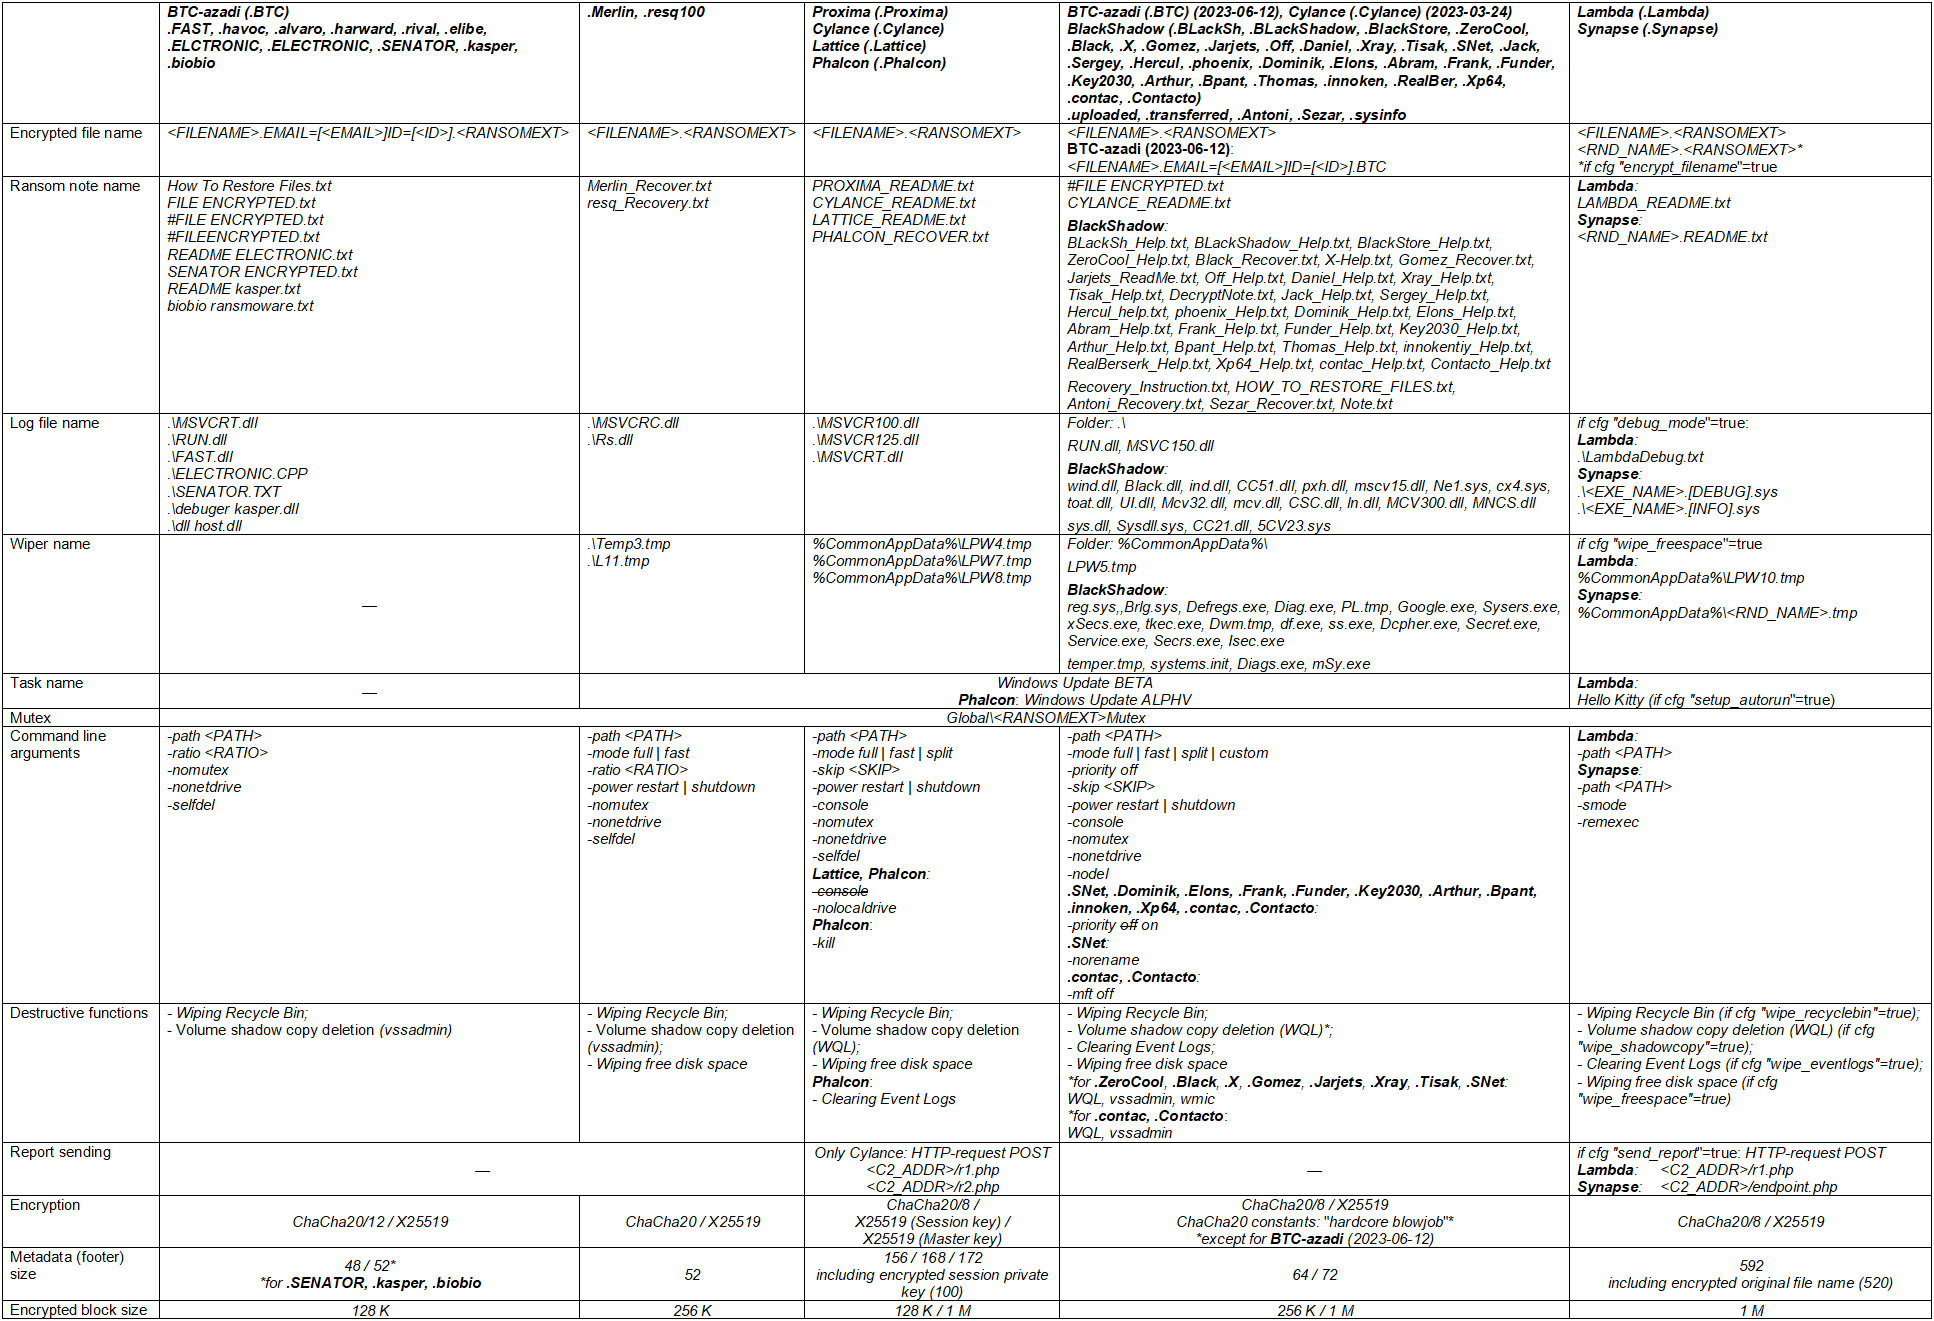 BTC-azadi (.BTC)
.FAST, .havoc, .alvaro, .harward, .rival, .elibe,
.ELCTRONIC, .ELECTRONIC, .SENATOR, .kasper,
.biobio
.Merlin, .resq100
Proxima (.Proxima)
Cylance (.Cylance)
Lattice (.Lattice)
Phalcon (.Phalcon)
BTC-azadi (.BTC) (2023-06-12), Cylance (.Cylance) (2023-03-24)
BlackShadow (.BLackSh, .BLackShadow, .BlackStore, .ZeroCool,
.Black, .X, .Gomez, .Jarjets, .Off, .Daniel, .Xray, .Tisak, .SNet, .Jack,
.Sergey, .Hercul, .phoenix, .Dominik, .Elons, .Abram, .Frank, .Funder,
.Key2030, .Arthur, .Bpant, .Thomas, .innoken, .RealBer, .Xp64,
.contac, .Contacto)
.uploaded, .transferred, .Antoni, .Sezar, .sysinfo
Lambda (.Lambda)
Synapse (.Synapse)
Encrypted file name
<FILENAME>.EMAIL=[<EMAIL>]ID=[<ID>].<RANSOMEXT>
<FILENAME>.<RANSOMEXT>
<FILENAME>.<RANSOMEXT>
<FILENAME>.<RANSOMEXT>
BTC-azadi (2023-06-12):
<FILENAME>.EMAIL=[<EMAIL>]ID=[<ID>].BTC
<FILENAME>.<RANSOMEXT>
<RND_NAME>.<RANSOMEXT>*
*if cfg "encrypt_filename"=true
Ransom note name
How To Restore Files.txt
FILE ENCRYPTED.txt
#FILE ENCRYPTED.txt
#FILEENCRYPTED.txt
README ELECTRONIC.txt
SENATOR ENCRYPTED.txt
README kasper.txt
biobio ransmoware.txt
Merlin_Recover.txt
resq_Recovery.txt
PROXIMA_README.txt
CYLANCE_README.txt
LATTICE_README.txt
PHALCON_RECOVER.txt
#FILE ENCRYPTED.txt
CYLANCE_README.txt
BlackShadow:
BLackSh_Help.txt, BLackShadow_Help.txt, BlackStore_Help.txt,
ZeroCool_Help.txt, Black_Recover.txt, X-Help.txt, Gomez_Recover.txt,
Jarjets_ReadMe.txt, Off_Help.txt, Daniel_Help.txt, Xray_Help.txt,
Tisak_Help.txt, DecryptNote.txt, Jack_Help.txt, Sergey_Help.txt,
Hercul_help.txt, phoenix_Help.txt, Dominik_Help.txt, Elons_Help.txt,
Abram_Help.txt, Frank_Help.txt, Funder_Help.txt, Key2030_Help.txt,
Arthur_Help.txt, Bpant_Help.txt, Thomas_Help.txt, innokentiy_Help.txt,
RealBerserk_Help.txt, Xp64_Help.txt, contac_Help.txt, Contacto_Help.txt
Recovery_Instruction.txt, HOW_TO_RESTORE_FILES.txt,
Antoni_Recovery.txt, Sezar_Recover.txt, Note.txt
Lambda:
LAMBDA_README.txt
Synapse:
<RND_NAME>.README.txt
Log file name
.\MSVCRT.dll
.\RUN.dll
.\FAST.dll
.\ELECTRONIC.CPP
.\SENATOR.TXT
.\debuger kasper.dll
.\dll host.dll
.\MSVCRC.dll
.\Rs.dll
.\MSVCR100.dll
.\MSVCR125.dll
.\MSVCRT.dll
Folder: .\
RUN.dll, MSVC150.dll
BlackShadow:
wind.dll, Black.dll, ind.dll, CC51.dll, pxh.dll, mscv15.dll, Ne1.sys, cx4.sys,
toat.dll, UI.dll, Mcv32.dll, mcv.dll, CSC.dll, In.dll, MCV300.dll, MNCS.dll
sys.dll, Sysdll.sys, CC21.dll, 5CV23.sys
if cfg "debug_mode"=true:
Lambda:
.\LambdaDebug.txt
Synapse:
.\<EXE_NAME>.[DEBUG].sys
.\<EXE_NAME>.[INFO].sys
Wiper name
—
.\Temp3.tmp
.\L11.tmp
%CommonAppData%\LPW4.tmp
%CommonAppData%\LPW7.tmp
%CommonAppData%\LPW8.tmp
Folder: %CommonAppData%\
LPW5.tmp
BlackShadow:
reg.sys,,Brlg.sys, Defregs.exe, Diag.exe, PL.tmp, Google.exe, Sysers.exe,
xSecs.exe, tkec.exe, Dwm.tmp, df.exe, ss.exe, Dcpher.exe, Secret.exe,
Service.exe, Secrs.exe, Isec.exe
temper.tmp, systems.init, Diags.exe, mSy.exe
if cfg "wipe_freespace"=true
Lambda:
%CommonAppData%\LPW10.tmp
Synapse:
%CommonAppData%\<RND_NAME>.tmp
Task name
—
Windows Update BETA
Phalcon: Windows Update ALPHV
Lambda:
Hello Kitty (if cfg "setup_autorun"=true)
Mutex
Global\<RANSOMEXT>Mutex
Command line
arguments
-path <PATH>
-ratio <RATIO>
-nomutex
-nonetdrive
-selfdel
-path <PATH>
-mode full | fast
-ratio <RATIO>
-power restart | shutdown
-nomutex
-nonetdrive
-selfdel
-path <PATH>
-mode full | fast | split
-skip <SKIP>
-power restart | shutdown
-console
-nomutex
-nonetdrive
-selfdel
Lattice, Phalcon:
-console
-nolocaldrive
Phalcon:
-kill
-path <PATH>
-mode full | fast | split | custom
-priority off
-skip <SKIP>
-power restart | shutdown
-console
-nomutex
-nonetdrive
-nodel
.SNet, .Dominik, .Elons, .Frank, .Funder, .Key2030, .Arthur, .Bpant,
.innoken, .Xp64, .contac, .Contacto:
-priority off on
.SNet:
-norename
.contac, .Contacto:
-mft off
Lambda:
-path <PATH>
Synapse:
-path <PATH>
-smode
-remexec
Destructive functions
- Wiping Recycle Bin;
- Volume shadow copy deletion (vssadmin)
- Wiping Recycle Bin;
- Volume shadow copy deletion
(vssadmin);
- Wiping free disk space
- Wiping Recycle Bin;
- Volume shadow copy deletion
(WQL);
- Wiping free disk space
Phalcon:
- Clearing Event Logs
- Wiping Recycle Bin;
- Volume shadow copy deletion (WQL)*;
- Clearing Event Logs;
- Wiping free disk space
*for .ZeroCool, .Black, .X, .Gomez, .Jarjets, .Xray, .Tisak, .SNet:
WQL, vssadmin, wmic
*for .contac, .Contacto:
WQL, vssadmin
- Wiping Recycle Bin (if cfg "wipe_recyclebin"=true);
- Volume shadow copy deletion (WQL) (if cfg
"wipe_shadowcopy"=true);
- Clearing Event Logs (if cfg "wipe_eventlogs"=true);
- Wiping free disk space (if cfg
"wipe_freespace"=true)
Report sending
—
Only Cylance: HTTP-request POST
<C2_ADDR>/r1.php
<C2_ADDR>/r2.php
—
if cfg "send_report"=true: HTTP-request POST
Lambda: <C2_ADDR>/r1.php
Synapse: <C2_ADDR>/endpoint.php
Encryption
ChaCha20/12 / X25519
ChaCha20 / X25519
ChaCha20/8 /
X25519 (Session key) /
X25519 (Master key)
ChaCha20/8 / X25519
ChaCha20 constants: "hardcore blowjob"*
*except for BTC-azadi (2023-06-12)
ChaCha20/8 / X25519
Metadata (footer)
size
48 / 52*
*for .SENATOR, .kasper, .biobio
52
156 / 168 / 172
including encrypted session private
key (100)
64 / 72
592
including encrypted original file name (520)
Encrypted block size
128 K
256 K
128 K / 1 M
256 K / 1 M
1 M